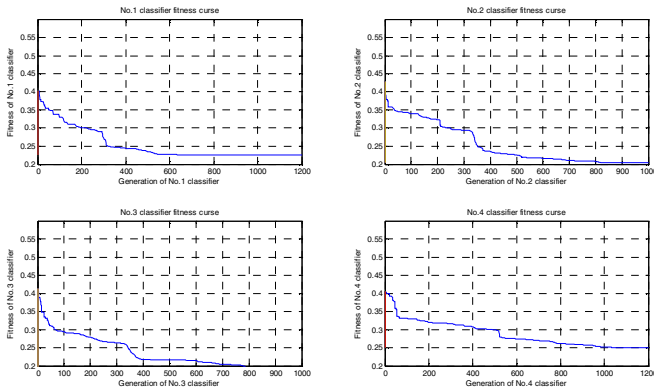 No.1 classifier fitness curse
Fitness of No.1 classifier
0.55
0.5
0.45
0.4
0.35
0.3
0.25
0.2
0 200 400 600 800 1000 1200
Generation of No.1 classifier
No.2 classifier fitness curse
Fitness of No.2 classifier
0.55
0.5
0.45
0.4
0.35
0.3
0.25
0.2
0 100 200 300 400 500 600 700 800 900 1000
Generation of No.2 classifier
No.3 classifier fitness curse
Fitness of No.3 classifier
0.55
0.5
0.45
0.4
0.35
0.3
0.25
0.2
0 100 200 300 400 500 600 700 800 900 1000
Generation of No.3 classifier
No.4 classifier fitness curse
Fitness of No.4 classifier
0.55
0.5
0.45
0.4
0.35
0.3
0.25
0.2
0 200 400 600 800 1000 1200
Generation of No.4 classifier